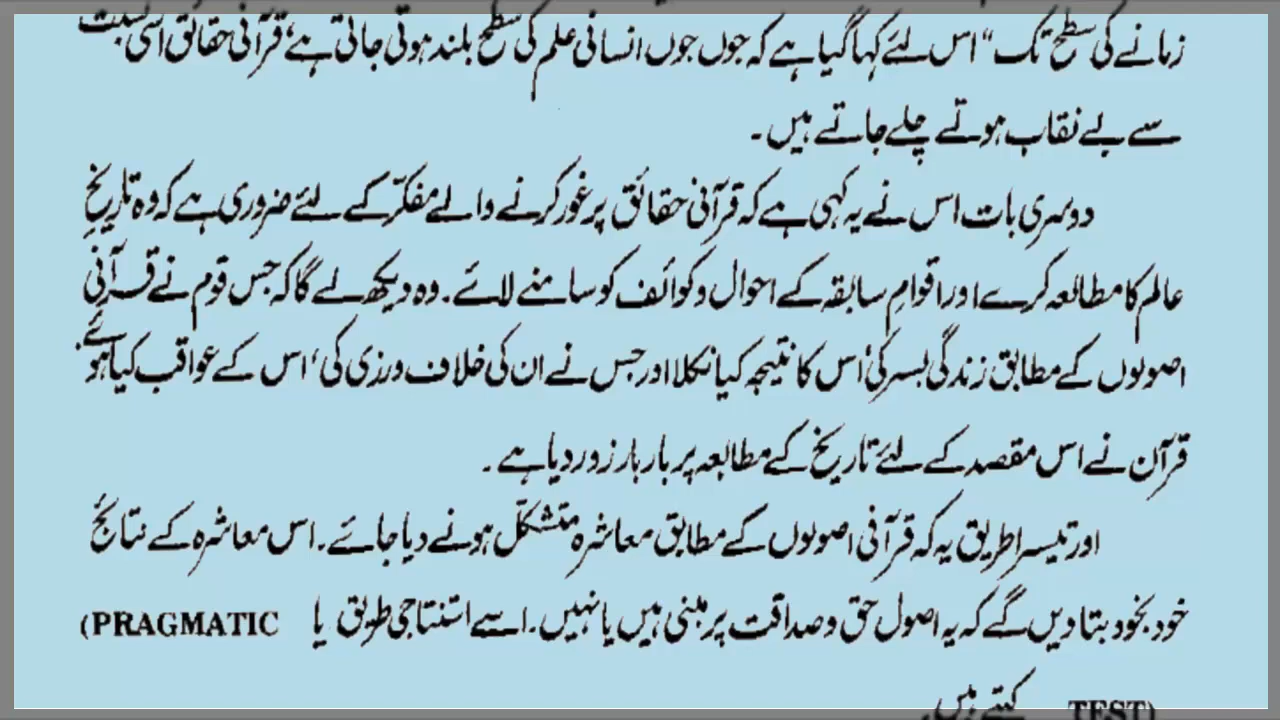 زمانے کی سطح تک“ اس لئے کہا گیا ہے کہ جوں جوں انسانی علم کی سطح بلند ہوتی جاتی ہے، قرآنی حقائق اسی نسبت
سے بے نقاب ہوتے چلے جاتے ہیں۔
دوسری بات اس نے یہ کہی ہے کہ قرآنی حقائق پر غور کرنے والے مفکّر کے لئے ضروری ہے کہ وہ تاریخِ
عالم کا مطالعہ کرے اور اقوامِ سابقہ کے احوال و کوائف کو سامنے لائے۔ وہ دیکھ لے گا کہ جس قوم نے قرآنی
اصولوں کے مطابق زندگی بسر کی، اُس کا نتیجہ کیا نکلا اور جس نے ان کی خلاف ورزی کی، اس کے عواقب کیا ہوئے۔
قرآن نے اس مقصد کے لئے تاریخ کے مطالعہ پر بار بار زور دیا ہے۔
اور تیسرا طریق یہ کہ قرآنی اصولوں کے مطابق معاشرہ متشکّل ہونے دیا جائے۔ اس معاشرہ کے نتائج
خود بخود بتا دیں گے کہ یہ اصول حق و صداقت پر مبنی ہیں یا نہیں۔ اسے استنتاجی طریق یا (PRAGMATIC
TEST) کہتے ہیں۔